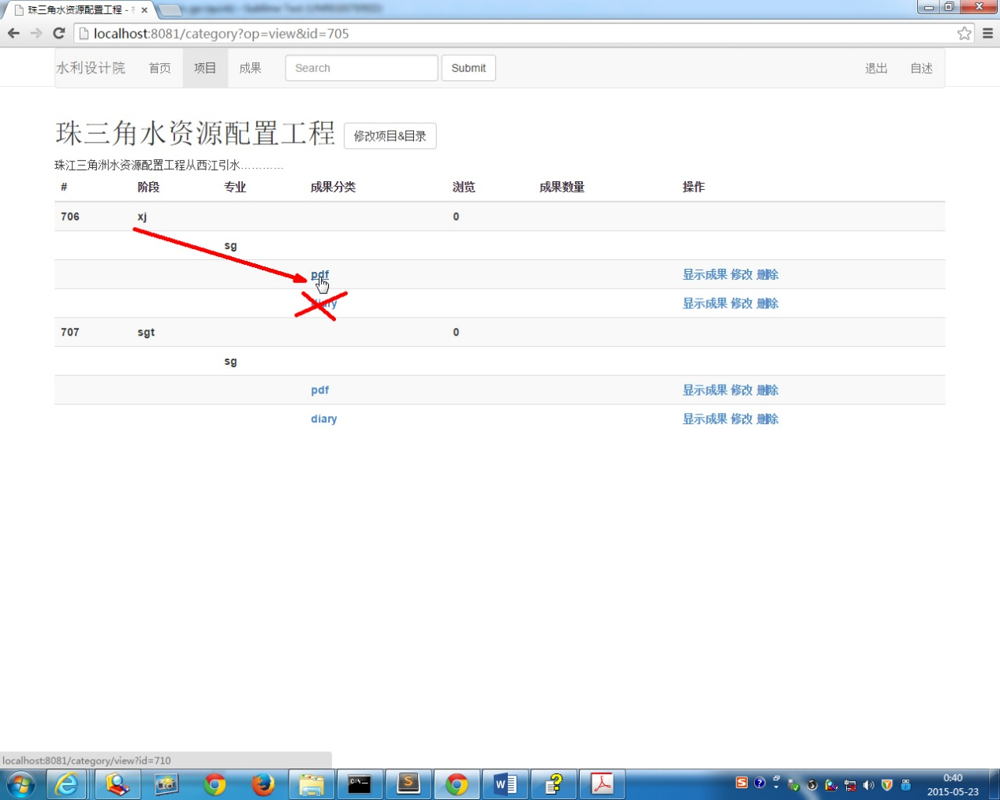 珠三角水资源配置工程 -
localhost:8081/category?op=view&id=705
水利设计院 首页 项目 成果 Search Submit 退出 自述
珠三角水资源配置工程 修改项目&目录
珠江三角洲水资源配置工程从西江引水…………
# 阶段 专业 成果分类 浏览 成果数量 操作
706 xj 0
sg
pdf 显示成果 修改 删除
diary 显示成果 修改 删除
707 sgt 0
sg
pdf 显示成果 修改 删除
diary 显示成果 修改 删除
localhost:8081/category/view?id=710
0:40
2015-05-23